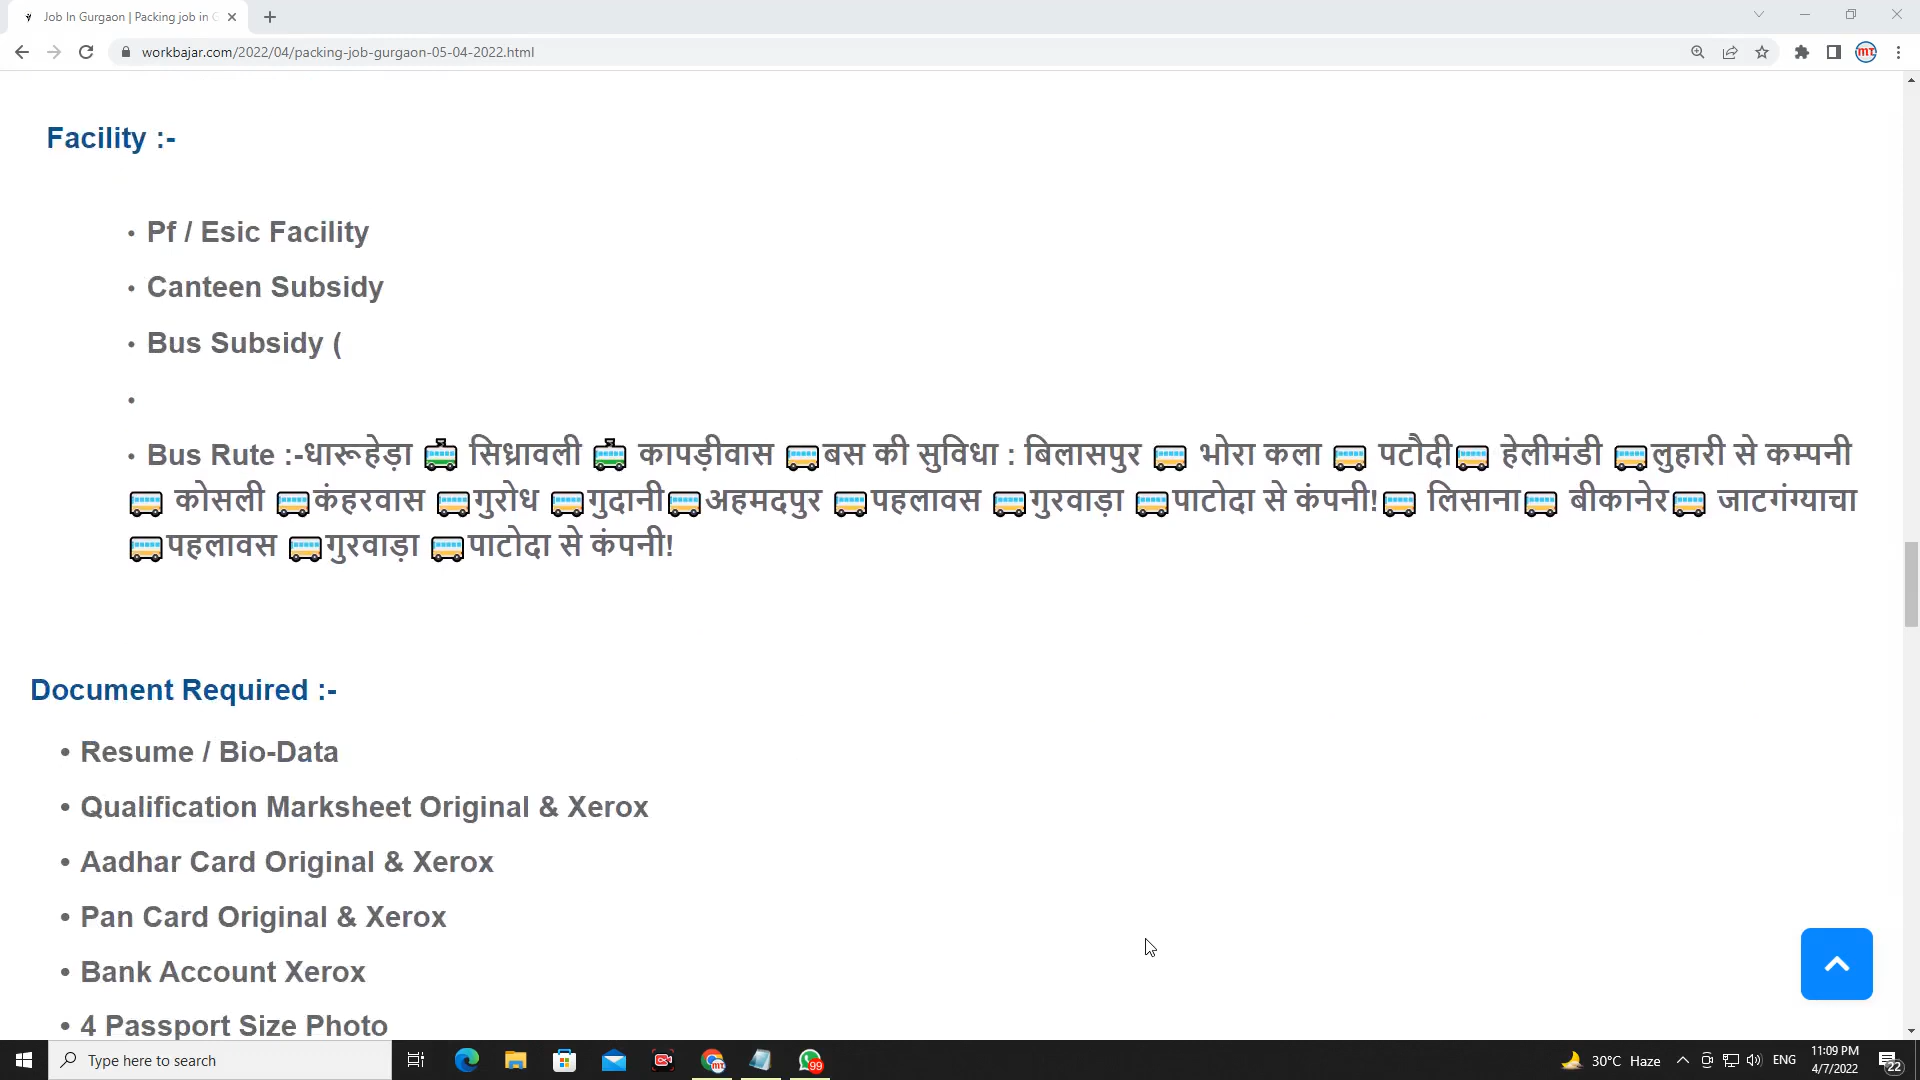 Job In Gurgaon | Packing job in G
workbajar.com/2022/04/packing-job-gurgaon-05-04-2022.html
mt
Facility :-
• Pf / Esic Facility
• Canteen Subsidy
• Bus Subsidy (
•
• Bus Rute :-धारूहेड़ा 🚋 सिध्रावली 🚋 कापड़ीवास 🚌बस की सुविधा : बिलासपुर 🚌 भोरा कला 🚌 पटौदी🚌 हेलीमंडी 🚌लुहारी से कम्पनी
🚌 कोसली 🚌कंहरवास 🚌गुरोध 🚌गुदानी🚌अहमदपुर 🚌पहलावस 🚌गुरवाड़ा 🚌पाटोदा से कंपनी!🚌 लिसाना🚌 बीकानेर🚌 जाटगंग्याचा
🚌पहलावस 🚌गुरवाड़ा 🚌पाटोदा से कंपनी!
Document Required :-
• Resume / Bio-Data
• Qualification Marksheet Original & Xerox
• Aadhar Card Original & Xerox
• Pan Card Original & Xerox
• Bank Account Xerox
• 4 Passport Size Photo
Type here to search
mt
99
30°C Haze
ENG
11:09 PM
4/7/2022
22